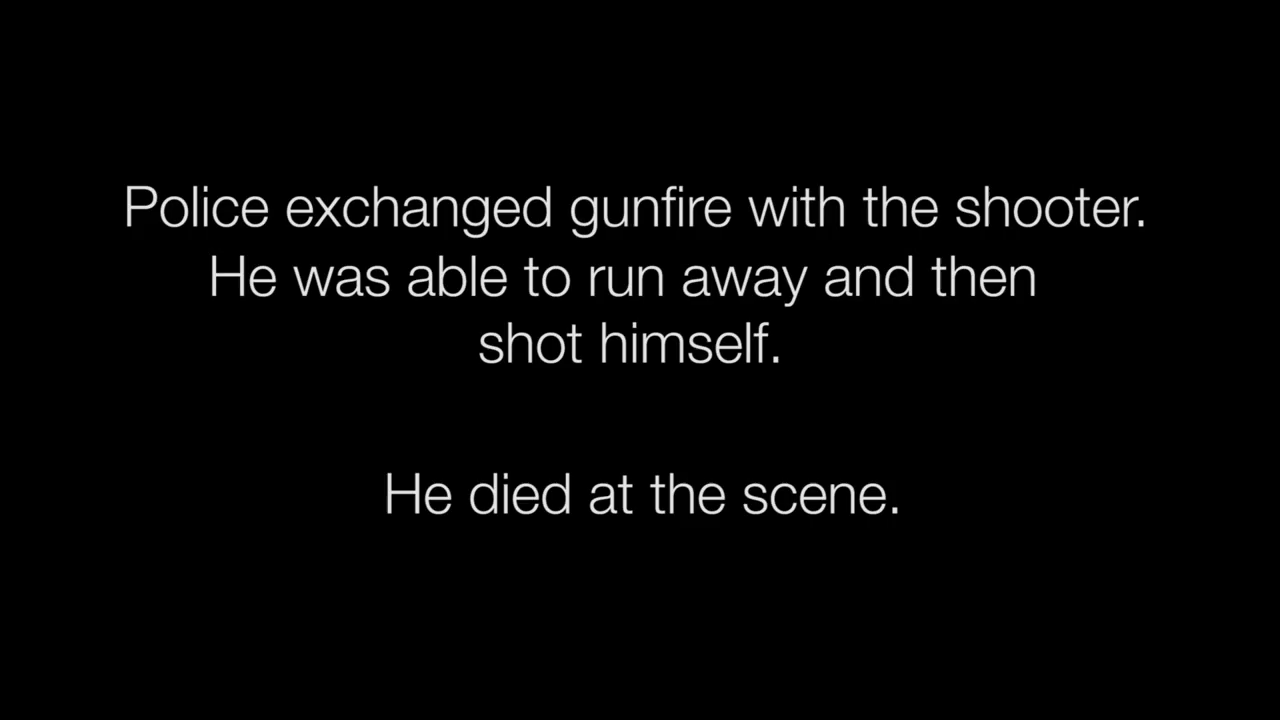 Police exchanged gunfire with the shooter.
He was able to run away and then
shot himself.
He died at the scene.